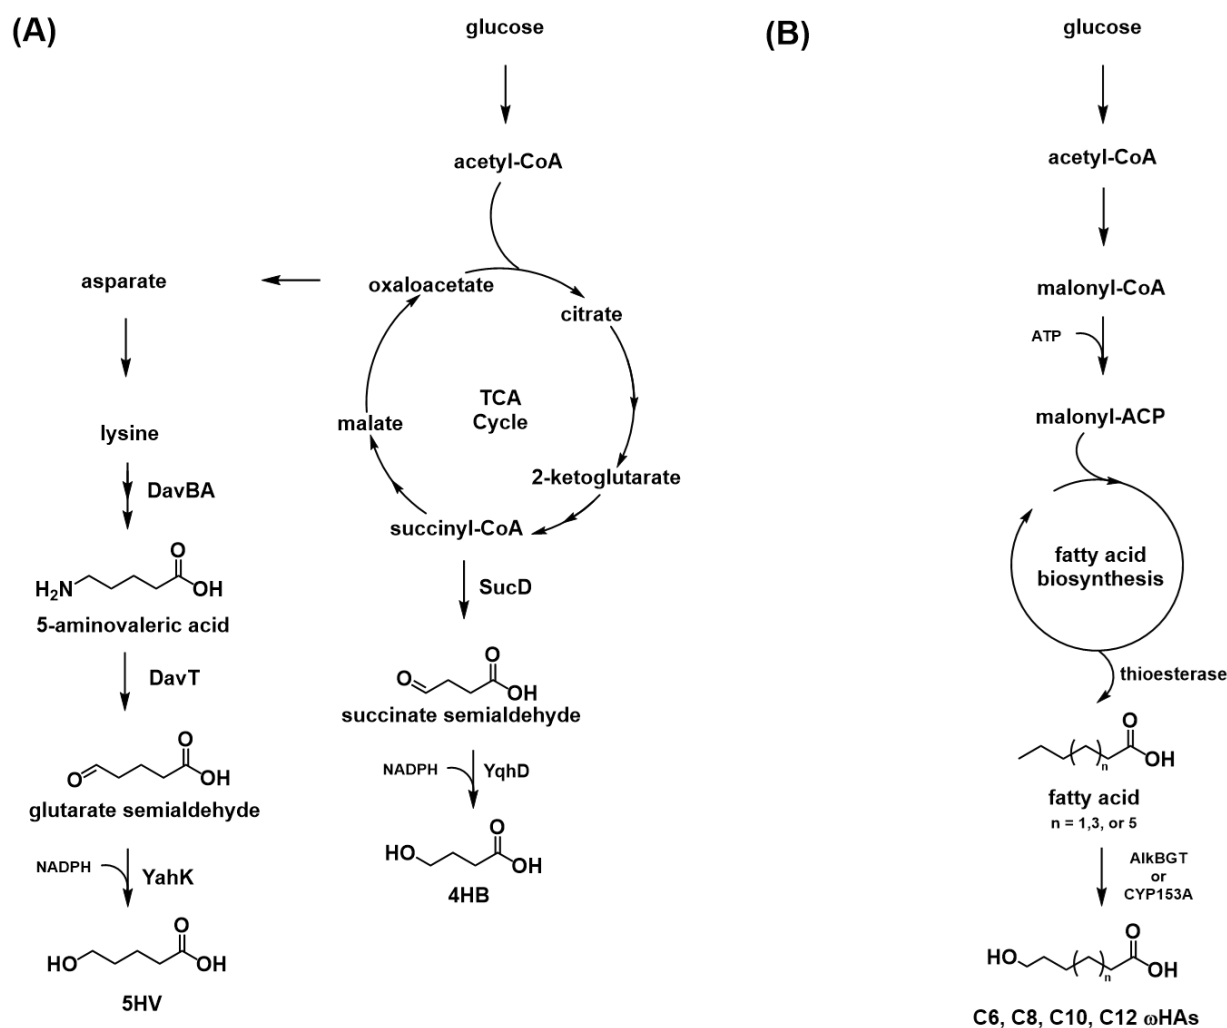 (A)
glucose
acetyl-CoA
asparate
oxaloacetate
citrate
TCA
Cycle
malate
lysine
2-ketoglutarate
DavBA
succinyl-CoA
SucD
O
H2N
OH
5-aminovaleric acid
DavT
O
O
OH
succinate semialdehyde
O
O
OH
glutarate semialdehyde
NADPH
YqhD
NADPH
YahK
O
HO
OH
4HB
O
HO
OH
5HV
(B)
glucose
acetyl-CoA
malonyl-CoA
ATP
malonyl-ACP
fatty acid
biosynthesis
thioesterase
O
n
OH
fatty acid
n = 1,3, or 5
AlkBGT
or
CYP153A
O
HO
n
OH
C6, C8, C10, C12 ωHAs